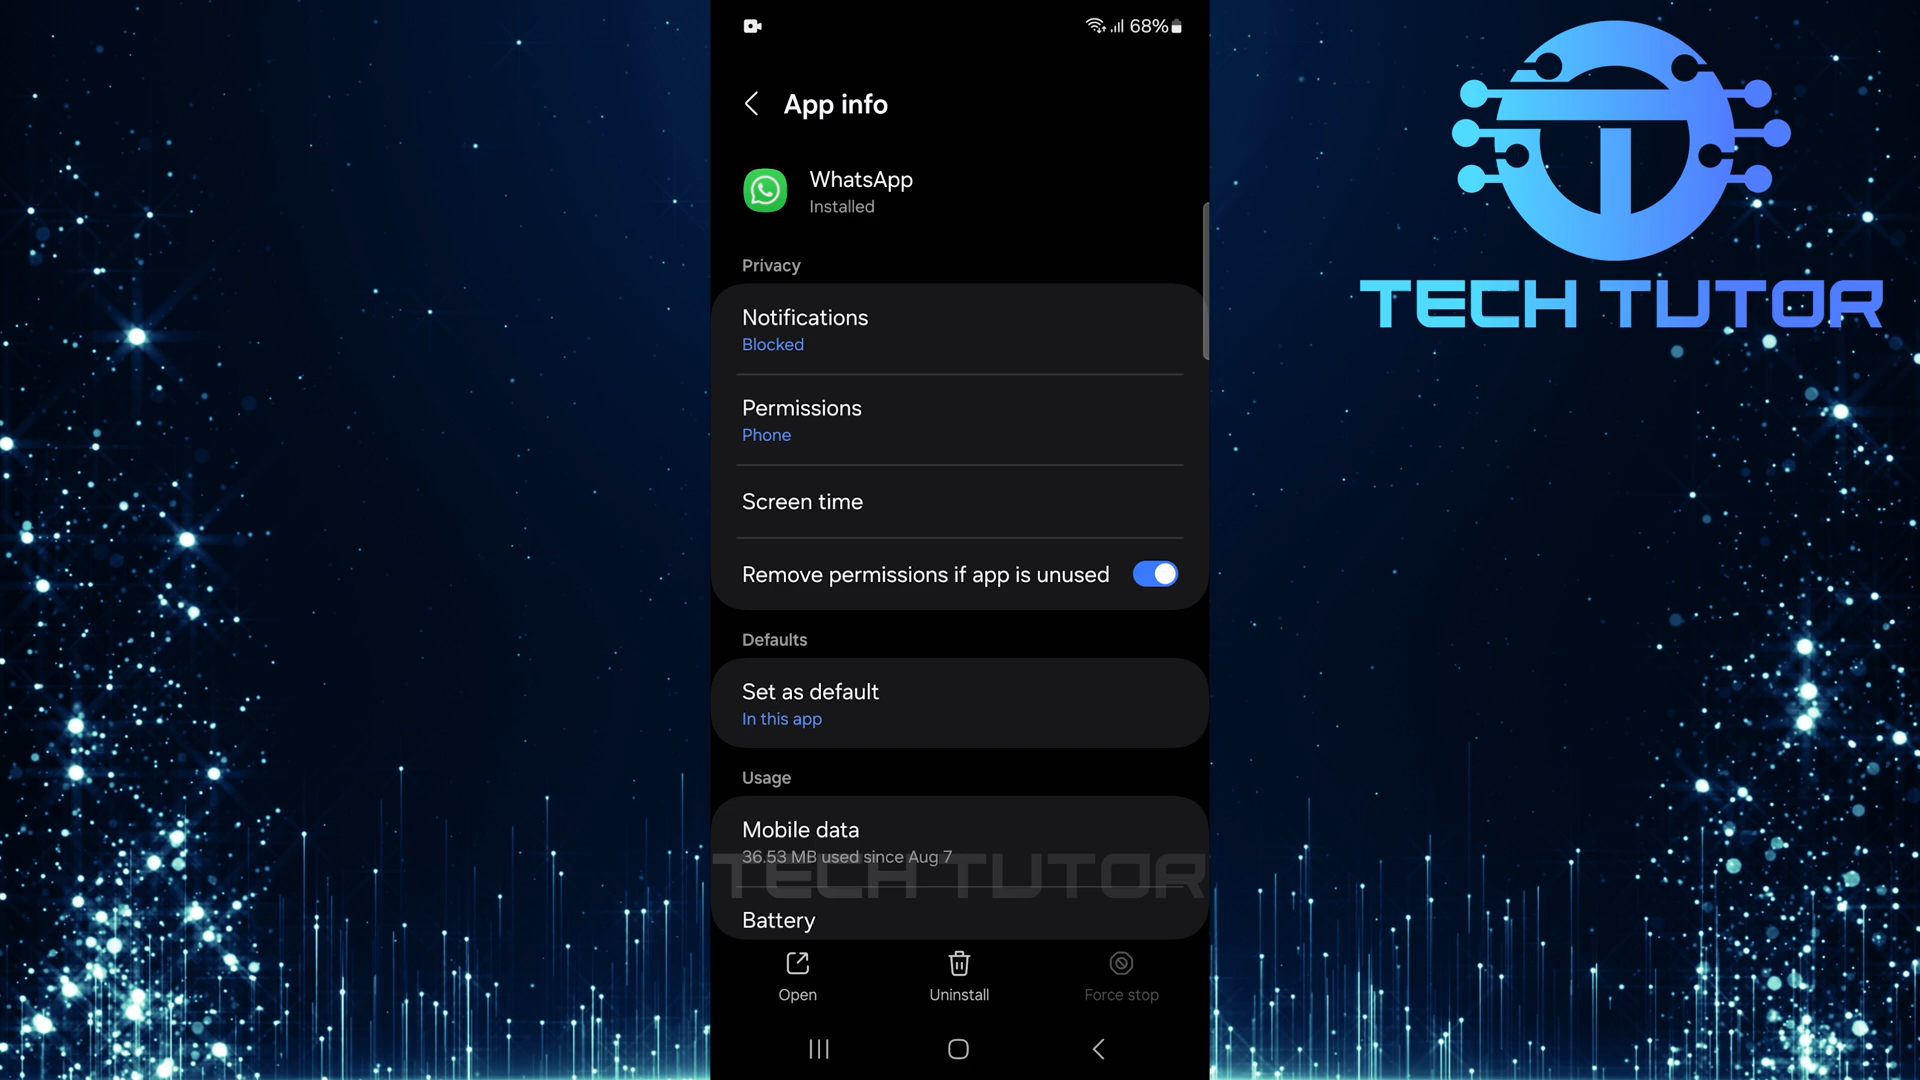 68%
App info
WhatsApp
Installed
Privacy
Notifications
Blocked
Permissions
Phone
Screen time
Remove permissions if app is unused
Defaults
Set as default
In this app
Usage
Mobile data
36.53 MB used since Aug 7
TECH TUTOR
Battery
Open
Uninstall
Force stop
TECH TUTOR